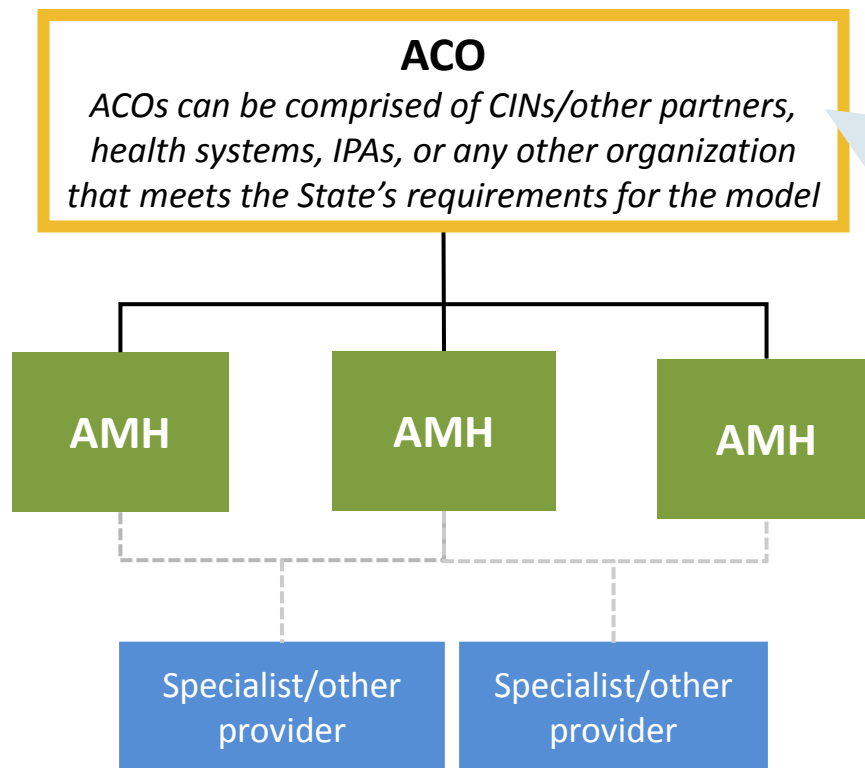 ACO
ACOs can be comprised of CINs/other partners,
health systems, IPAs, or any other organization
that meets the State’s requirements for the model
AMH
AMH
AMH
Specialist/other
provider
Specialist/other
provider